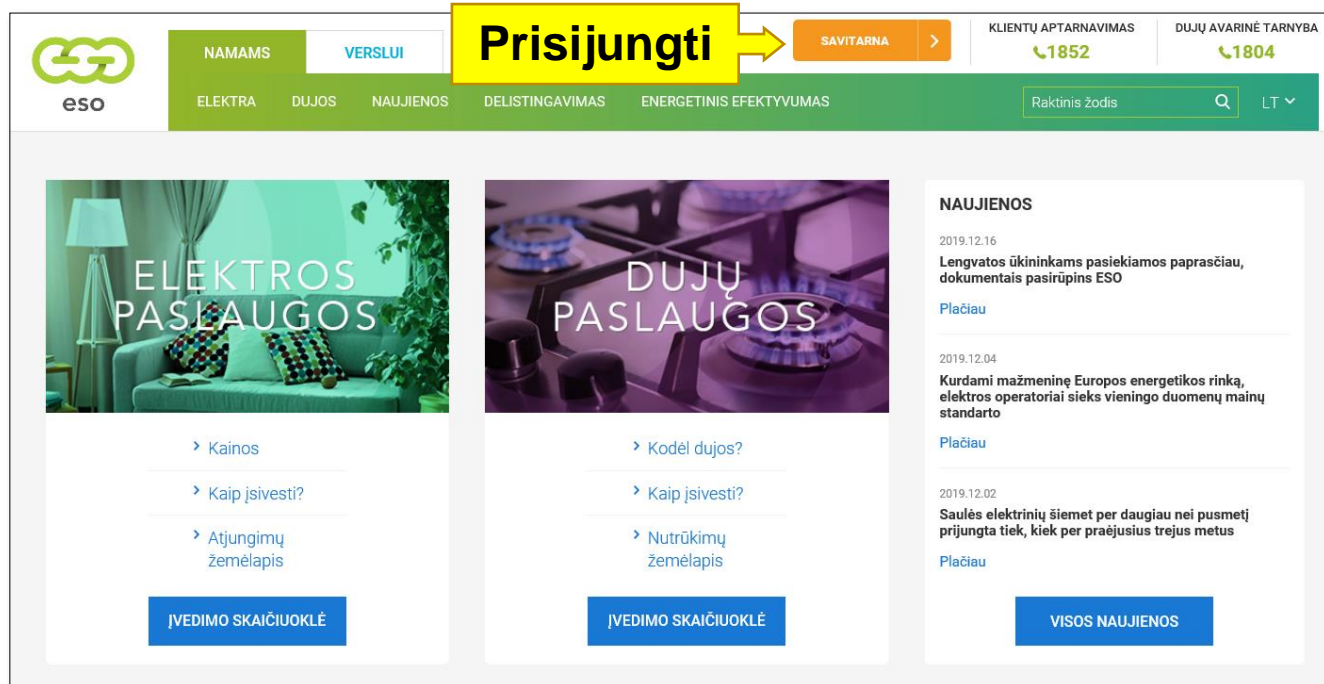 eso
NAMAMS
VERSLUI
Prisijungti
SAVITARNA
KLIENTŲ APTARNAVIMAS
1852
DUJŲ AVARINĖ TARNYBA
1804
ELEKTRA DUJOS NAUJIENOS DELISTINGAVIMAS ENERGETINIS EFEKTYVUMAS
Raktinis žodis
LT
ELEKTROS
PASLAUGOS
Kainos
Kaip įsivesti?
Atjungimų
žemėlapis
ĮVEDIMO SKAIČIUOKLĖ
DUJŲ
PASLAUGOS
Kodėl dujos?
Kaip įsivesti?
Nutrūkimų
žemėlapis
ĮVEDIMO SKAIČIUOKLĖ
NAUJIENOS
2019.12.16
Lengvatos ūkininkams pasiekiamos paprasčiau,
dokumentais pasirūpins ESO
Plačiau
2019.12.04
Kurdami mažmeninę Europos energetikos rinką,
elektros operatoriai sieks vieningo duomenų mainų
standarto
Plačiau
2019.12.02
Saulės elektrinių šiemet per daugiau nei pusmetį
prijungta tiek, kiek per praėjusius trejus metus
Plačiau
VISOS NAUJIENOS